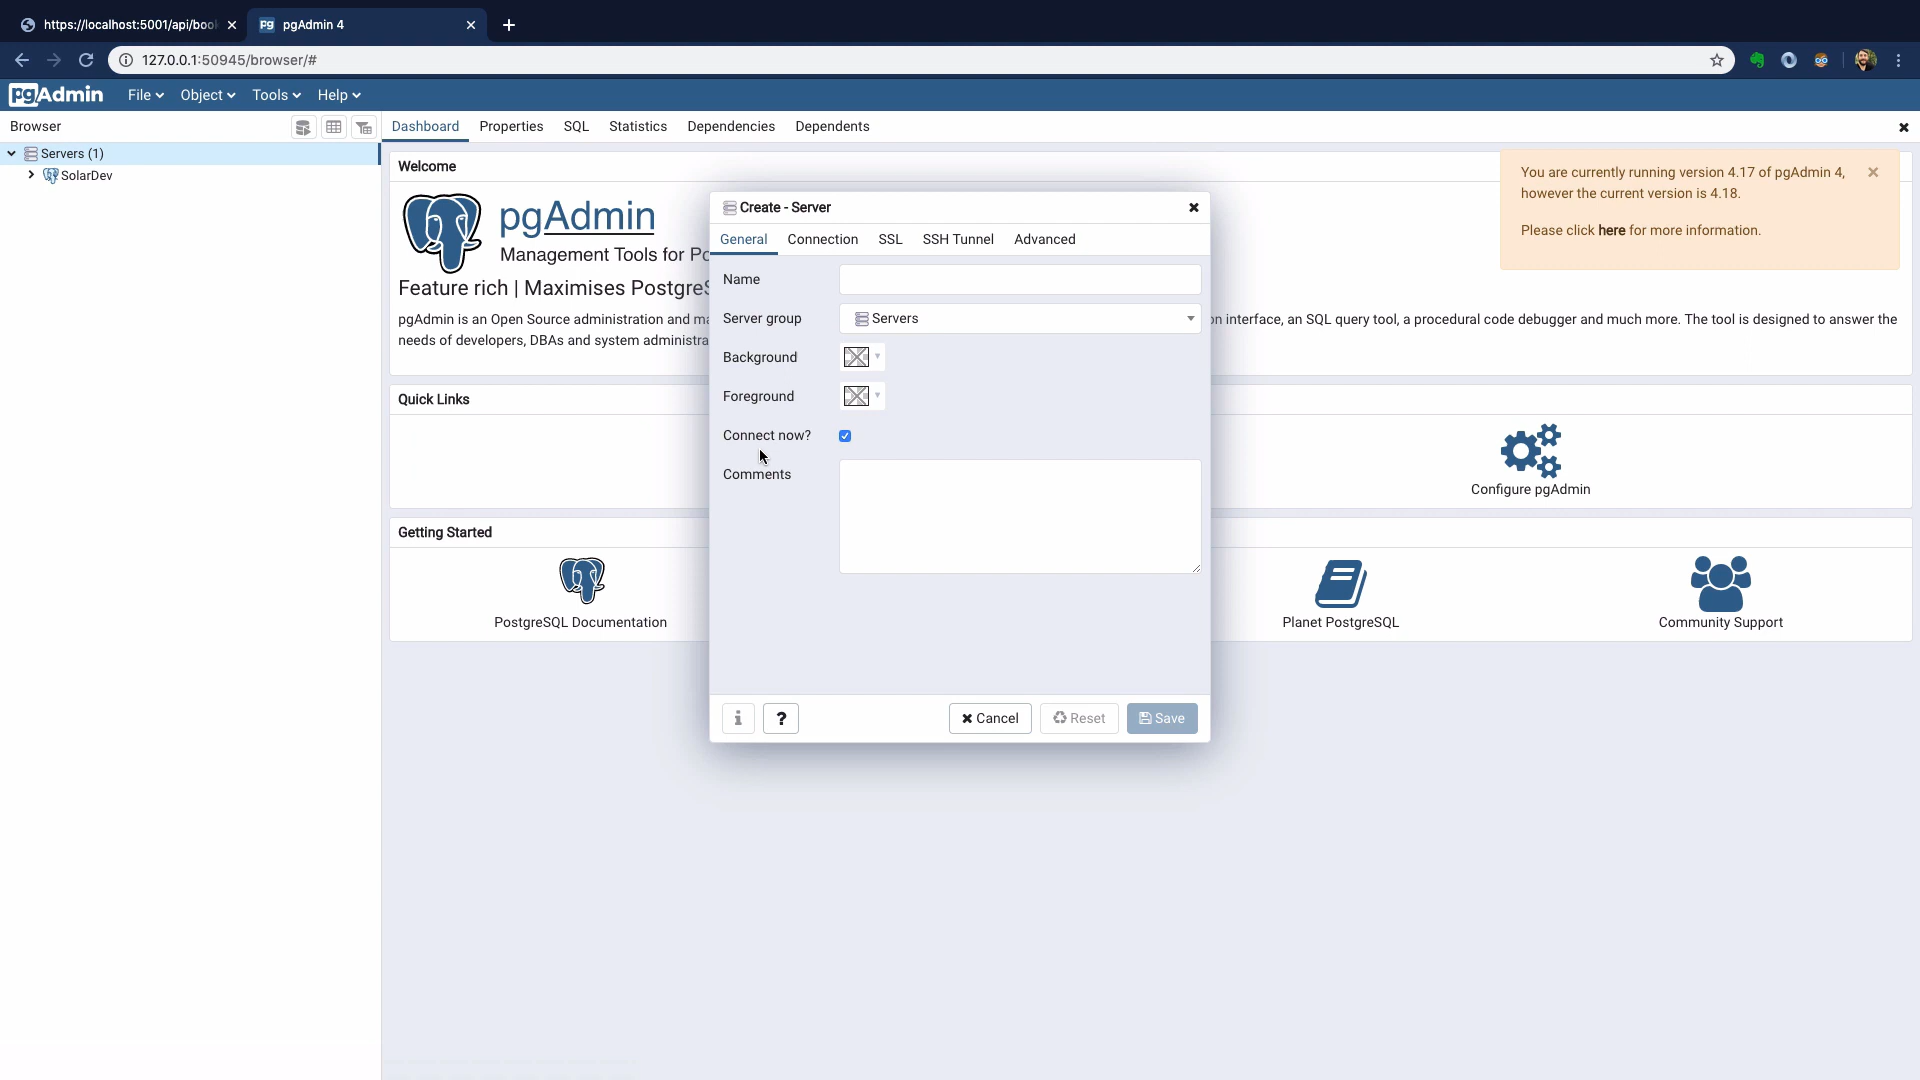 https://localhost:5001/api/book
pgAdmin 4
127.0.0.1:50945/browser/#
pgAdmin File Object Tools Help
Browser
Servers (1)
SolarDev
Dashboard Properties SQL Statistics Dependencies Dependents
Welcome
pgAdmin
Management Tools for Po
Feature rich | Maximises PostgreS
pgAdmin is an Open Source administration and ma
on interface, an SQL query tool, a procedural code debugger and much more. The tool is designed to answer the
needs of developers, DBAs and system administra
You are currently running version 4.17 of pgAdmin 4,
however the current version is 4.18.
Please click here for more information.
Create - Server
General Connection SSL SSH Tunnel Advanced
Name
Server group Servers
Background
Foreground
Connect now?
Comments
i ? Cancel Reset Save
Quick Links
Configure pgAdmin
Getting Started
PostgreSQL Documentation
Planet PostgreSQL
Community Support